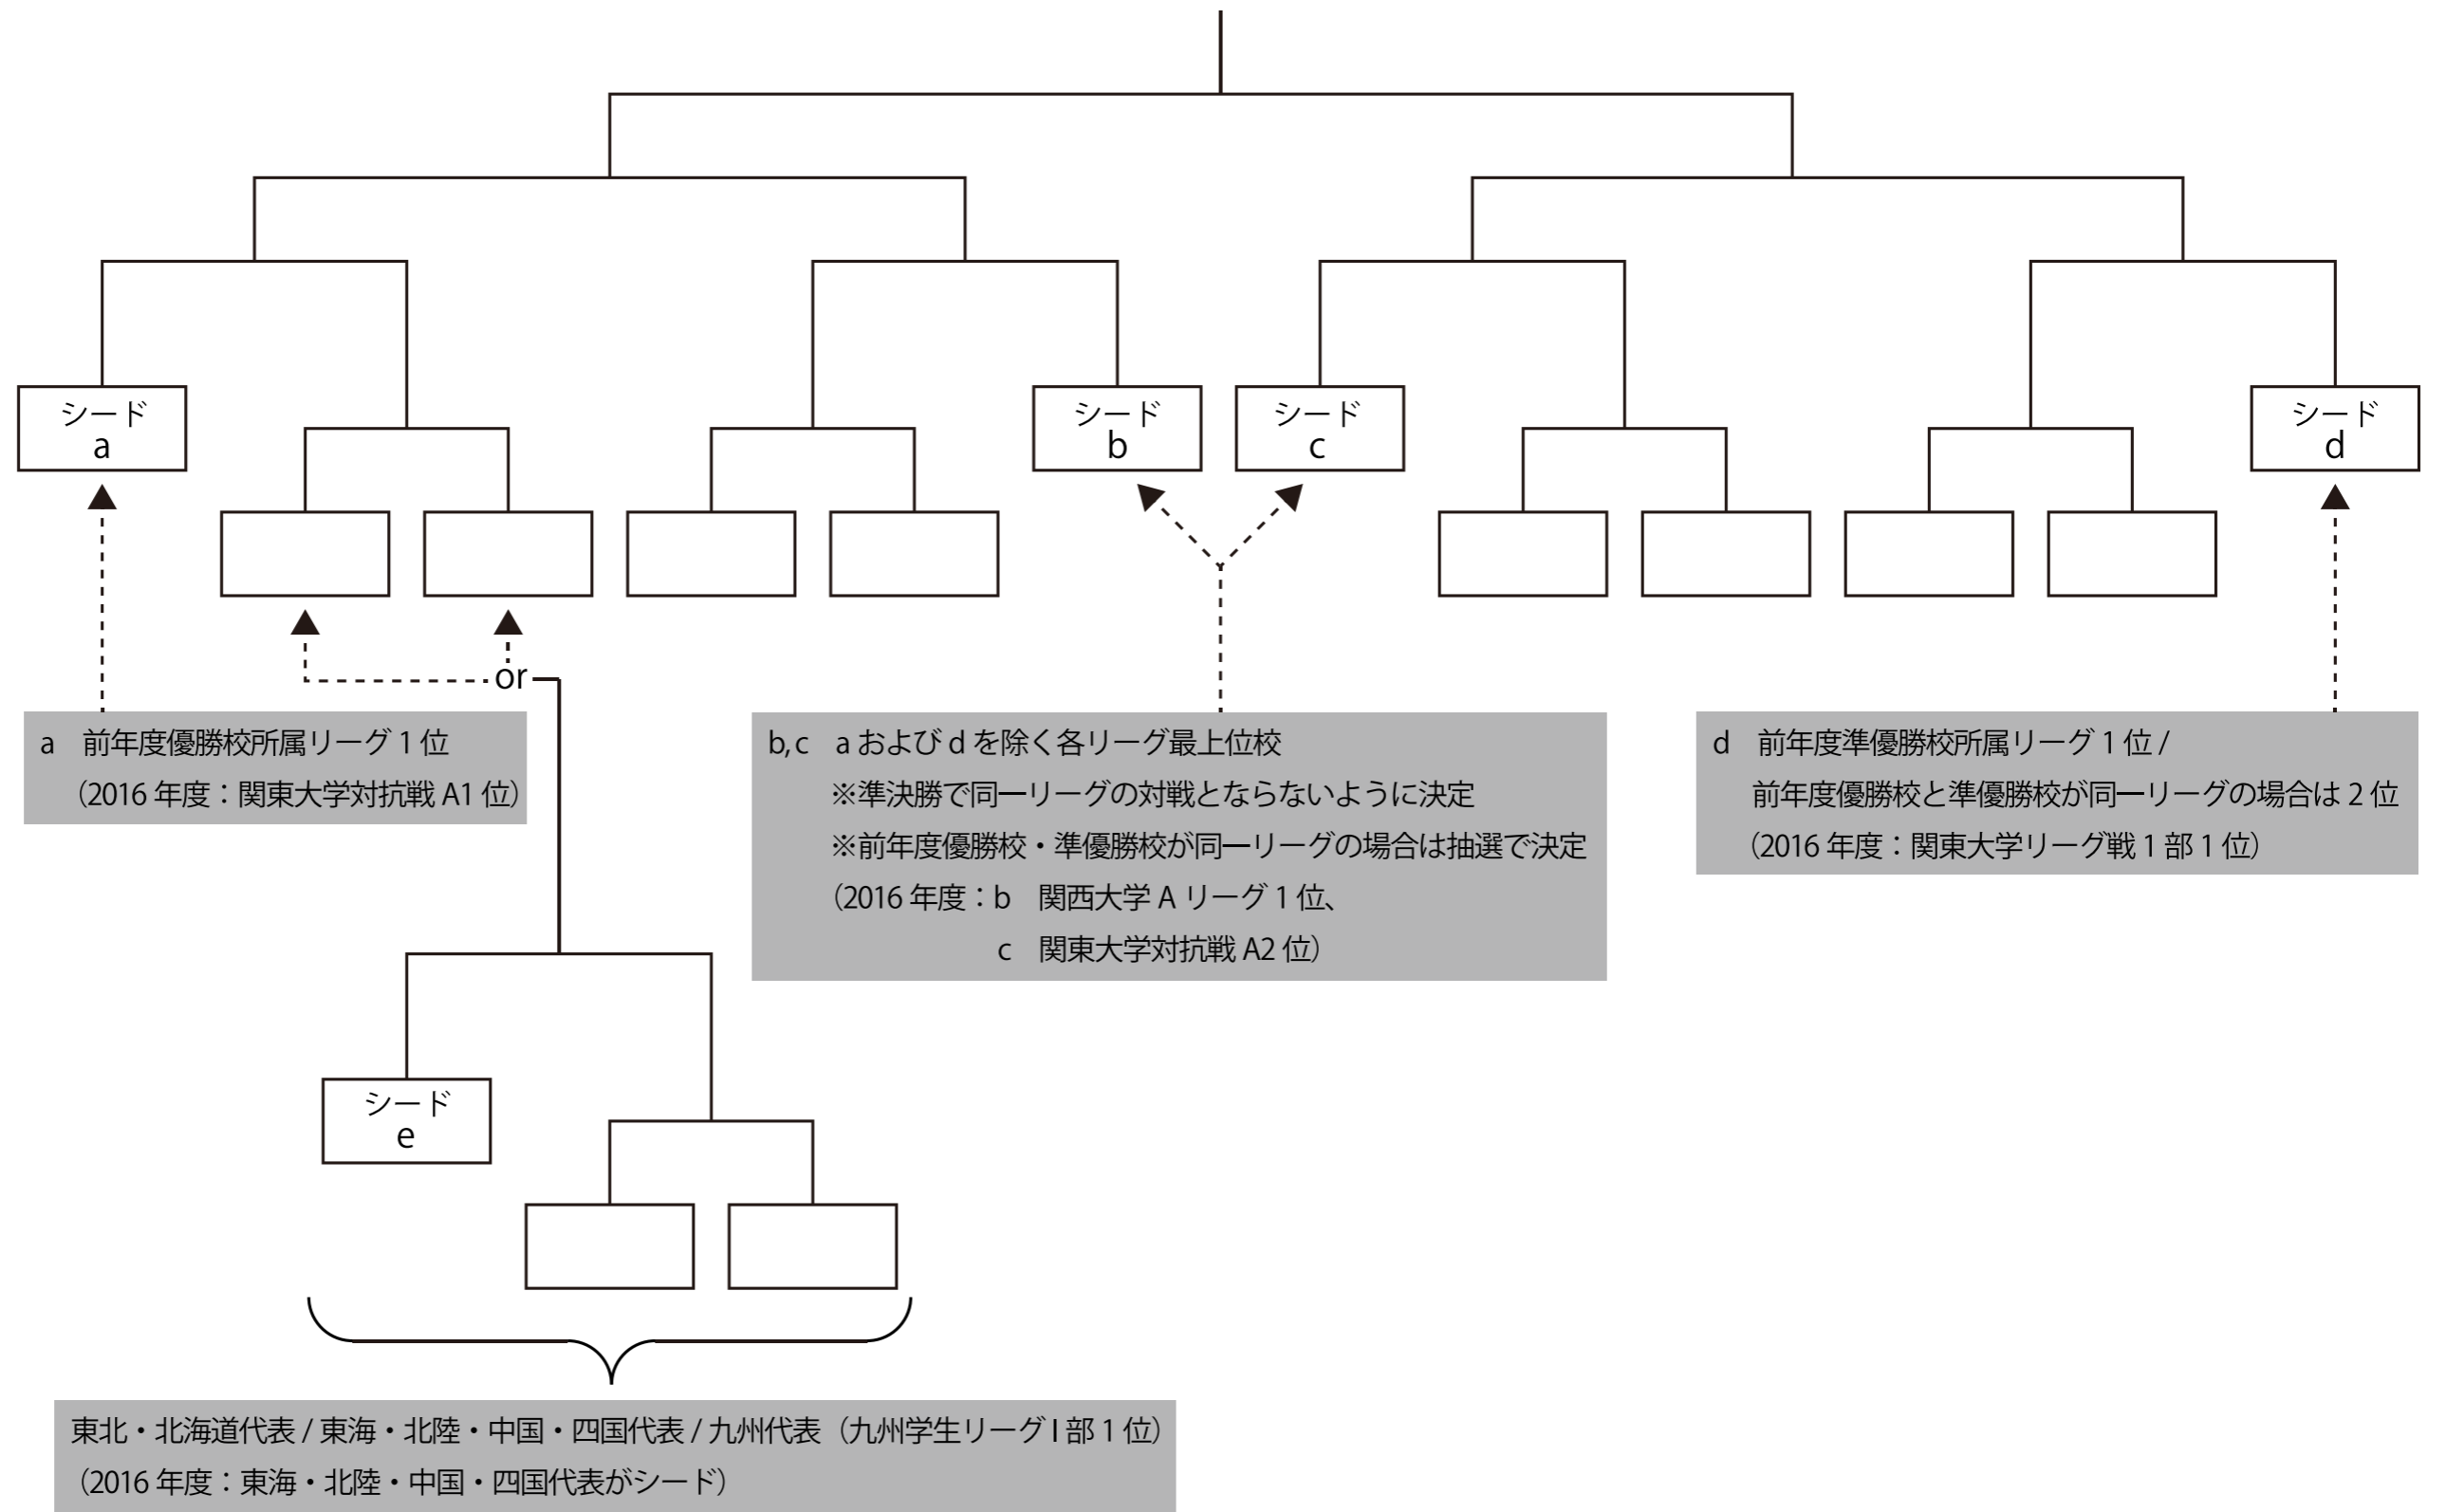 シード
a
シード
b
シード
c
シード
d
or
a　前年度優勝校所属リーグ 1 位
（2016 年度：関東大学対抗戦 A1 位）
b, c　a および d を除く各リーグ最上位校
※準決勝で同一リーグの対戦とならないように決定
※前年度優勝校・準優勝校が同一リーグの場合は抽選で決定
（2016 年度：b　関西大学 A リーグ 1 位、
c　関東大学対抗戦 A2 位）
d　前年度準優勝校所属リーグ 1 位 /
前年度優勝校と準優勝校が同一リーグの場合は 2 位
（2016 年度：関東大学リーグ戦 1 部 1 位）
シード
e
東北・北海道代表 / 東海・北陸・中国・四国代表 / 九州代表（九州学生リーグ I 部 1 位）
（2016 年度：東海・北陸・中国・四国代表がシード）